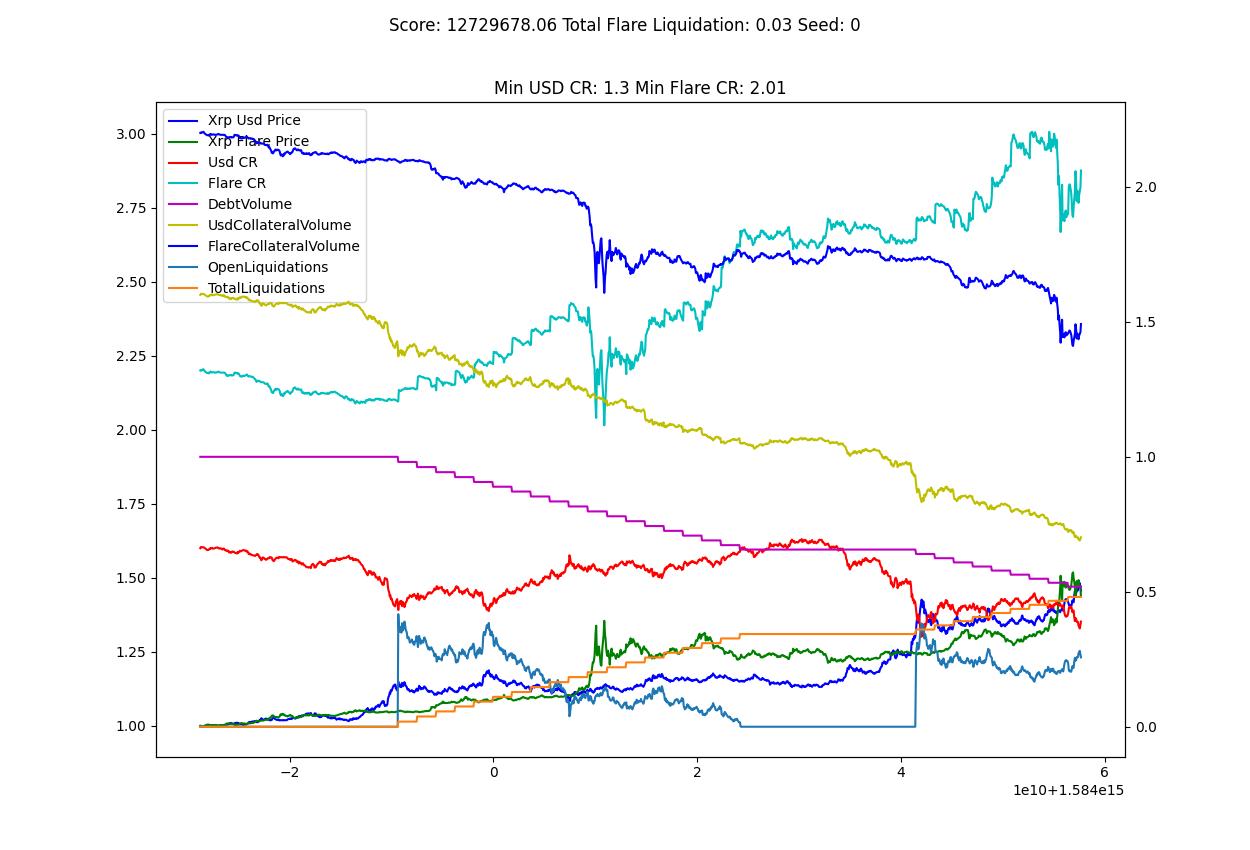 Score: 12729678.06 Total Flare Liquidation: 0.03 Seed: 0
Min USD CR: 1.3 Min Flare CR: 2.01
Xrp Usd Price
Xrp Flare Price
Usd CR
Flare CR
DebtVolume
UsdCollateralVolume
FlareCollateralVolume
OpenLiquidations
TotalLiquidations
3.00
2.75
2.50
2.25
2.00
1.75
1.50
1.25
1.00
2.0
1.5
1.0
0.5
0.0
−2 0 2 4 6
1e10+1.584e15